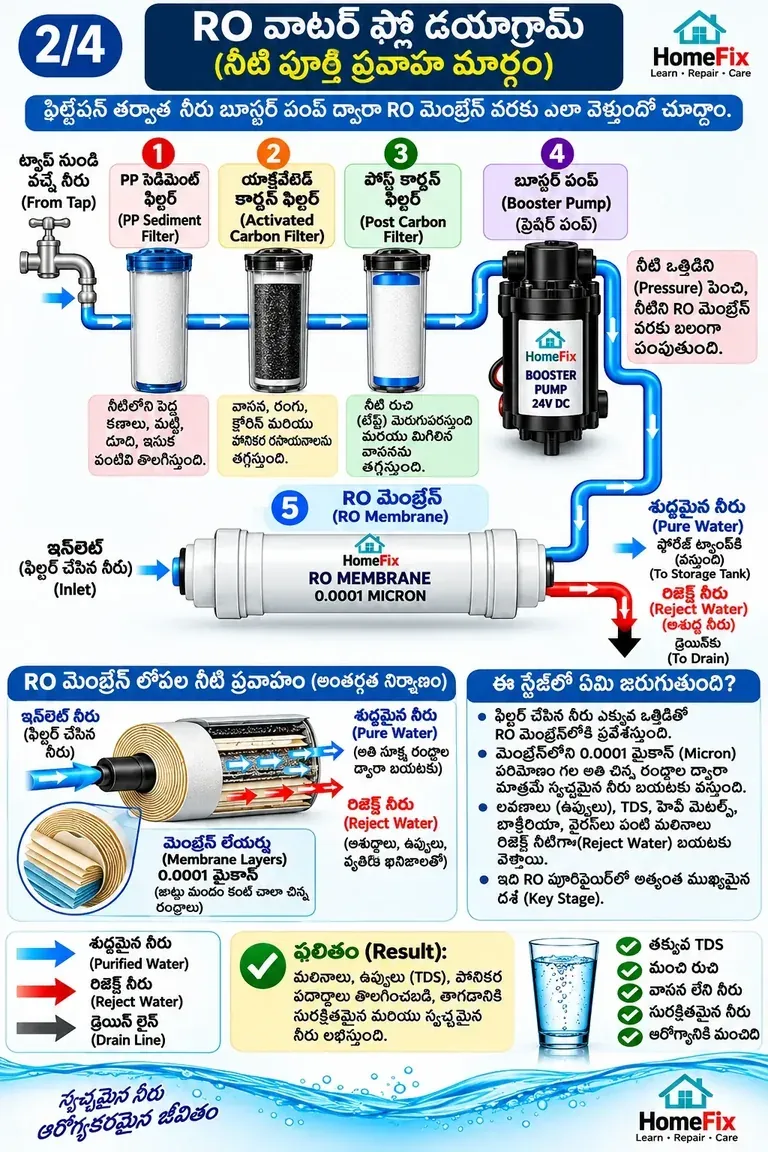 2/4
RO వాటర్ ఫ్లో డయాగ్రామ్
(నీటి పూర్తి ప్రవాహ మార్గం)
HomeFix
Learn • Repair • Care
ఫిల్టేషన్ తర్వాత నీరు బూస్టర్ పంప్ ద్వారా RO మెంబ్రేన్ వరకు ఎలా వెళ్తుందో చూద్దాం.
ట్యాప్ నుండి
వచ్చే నీరు
(From Tap)
1
PP సెడిమెంట్
ఫిల్టర్
(PP Sediment
Filter)
2
యాక్టివేటెడ్
కార్బన్ ఫిల్టర్
(Activated
Carbon Filter)
3
పోస్ట్ కార్బన్
ఫిల్టర్
(Post Carbon
Filter)
4
బూస్టర్ పంప్
(Booster Pump)
(ప్రెషర్ పంప్)
నీటి ఒత్తిడిని
(Pressure) పెంచి,
నీటిని RO మెంబ్రేన్
వరకు బలంగా
పంపుతుంది.
HomeFix
BOOSTER
PUMP
24V DC
నీటిలోని పెద్ద
కణాలు, మట్టి,
దూది, ఇసుక
వంటివి తొలగిస్తుంది.
వాసన, రంగు,
క్లోరిన్ మరియు
హానికర రసాయనాలను
తగ్గస్తుంది.
నీటి రుచి
(టేస్ట్) మెరుగుపరస్తుంది
మరియు మిగిలిన
వాసనను
తగ్గస్తుంది.
5
RO మెంబ్రేన్
(RO Membrane)
ఇన్‌లెట్
(ఫిల్టర్ చేసిన నీరు)
(Inlet)
HomeFix
RO MEMBRANE
0.0001 MICRON
శుద్ధమైన నీరు
(Pure Water)
స్టోరేజ్ ట్యాంక్‌కి
(వస్తుంది)
(To Storage Tank)
రిజెక్ట్ నీరు
(Reject Water)
(అశుద్ధ నీరు)
డ్రెయిన్‌కు
(To Drain)
RO మెంబ్రేన్ లోపల నీటి ప్రవాహం (అంతర్గత నిర్మాణం)
ఇన్‌లెట్ నీరు
(ఫిల్టర్ చేసిన
నీరు)
శుద్ధమైన నీరు
(Pure Water)
(అతి సూక్ష్మ రంధ్రాల
ద్వారా బయటకు)
రిజెక్ట్ నీరు
(Reject Water)
(అశుద్ధాలు, ఉప్పులు,
ఖనిజాలతో)
మెంబ్రేన్ లేయర్లు
(Membrane Layers)
0.0001 మైకాన్
(జుట్టు మందం కంటే చాలా చిన్న
రంధ్రాలు)
ఈ స్టేజ్‌లో ఏమి జరుగుతుంది?
• ఫిల్టర్ చేసిన నీరు ఎక్కువ ఒత్తిడితో
RO మెంబ్రేన్‌లోకి ప్రవేశిస్తుంది.
• మెంబ్రేన్‌లోని 0.0001 మైకాన్ (Micron)
పరిమాణం గల అతి చిన్న రంధ్రాల ద్వారా
మాత్రమే స్వచ్ఛమైన నీరు బయటకు వస్తుంది.
• లవణాలు (ఉప్పులు), TDS, హెవీ మెటల్స్,
బాక్టీరియా, వైరస్‌లు పంటి మలినాలు
రిజెక్ట్ నీటిగా(Reject Water) బయటకు
వెళ్తాయి.
• ఇది RO పూరిఫైయర్‌లో అత్యంత ముఖ్యమైన
దశ (Key Stage).
శుద్ధమైన నీరు
(Purified Water)
రిజెక్ట్ నీరు
(Reject Water)
డ్రెయిన్ లైన్
(Drain Line)
ఫలితం (Result):
మలినాలు, ఉప్పులు (TDS), పోనికర
పదార్థాలు తొలగించబడి, తాగడానికి
సురక్షితమైన మరియు స్వచ్ఛమైన
నీరు లభిస్తుంది.
తక్కువ TDS
మంచి రుచి
వాసన లేని నీరు
సురక్షితమైన నీరు
ఆరోగ్యానికి మంచిది
స్వచ్ఛమైన నీరు
ఆరోగ్యకరమైన జీవితం
HomeFix
Learn • Repair • Care